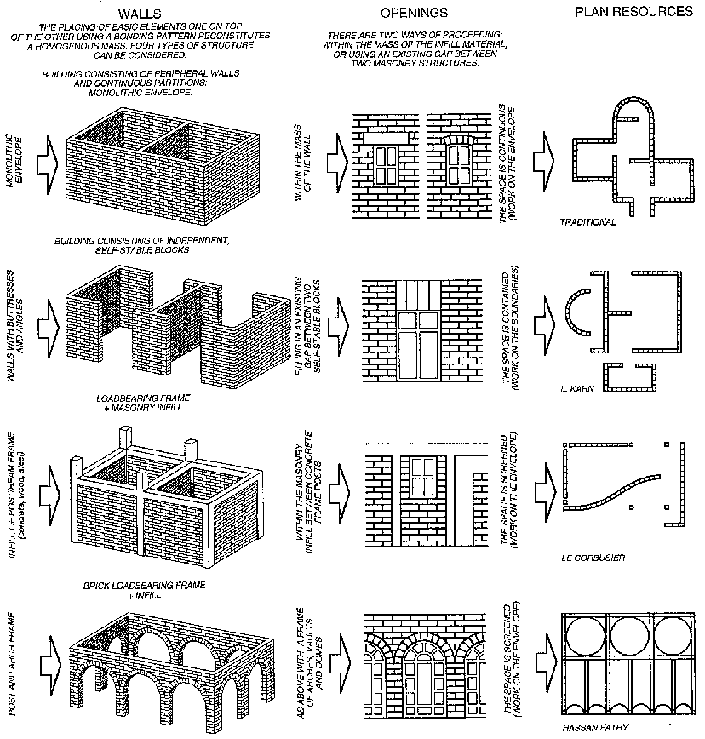 WALLS
THE PLACING OF BASIC ELEMENTS ONE ON TOP
OF THE OTHER USING A BONDING PATTERN RECONSTITUTES
A HOMOGENOUS MASS. FOUR TYPES OF STRUCTURE
CAN BE CONSIDERED.
OPENINGS
THERE ARE TWO WAYS OF PROCEEDING:
WITHIN THE MASS OF THE INFILL MATERIAL,
OR USING AN EXISTING GAP BETWEEN
TWO MASONRY STRUCTURES.
PLAN RESOURCES
BUILDING CONSISTING OF PERIPHERAL WALLS
AND CONTINUOUS PARTITIONS:
MONOLITHIC ENVELOPE.
MONOLITHIC
ENVELOPE
WITHIN THE MASS
OF THE WALL
THE SPACE IS CONTINUOUS
(WORK ON THE ENVELOPE)
TRADITIONAL
BUILDING CONSISTING OF INDEPENDENT,
SELF-STABLE BLOCKS
WALLS WITH BUTTRESSES
AND ANGLES
FILLING IN AN EXISTING
GAP BETWEEN TWO
SELF-STABLE BLOCKS
THE SPACE IS CONTAINED
(WORK ON THE BOUNDARIES)
L. KAHN
LOADBEARING FRAME
+ MASONRY INFILL
INFILL OF POST BEAM FRAME
(concrete, wood, steel)
WITHIN THE MASONRY
INFILL BETWEEN CONCRETE
FRAME POSTS
THE SPACE IS SCREENED
(WORK ON THE ENVELOPE)
LE CORBUSIER
BRICK LOADBEARING FRAME
+ INFILL
POST AND ARCH FRAME
AS ABOVE WITH A FRAME
OF ARCHES, VAULTS
AND DOMES
THE SPACE IS SCREENED
(WORK ON THE ENVELOPE)
HASSAN FATHY